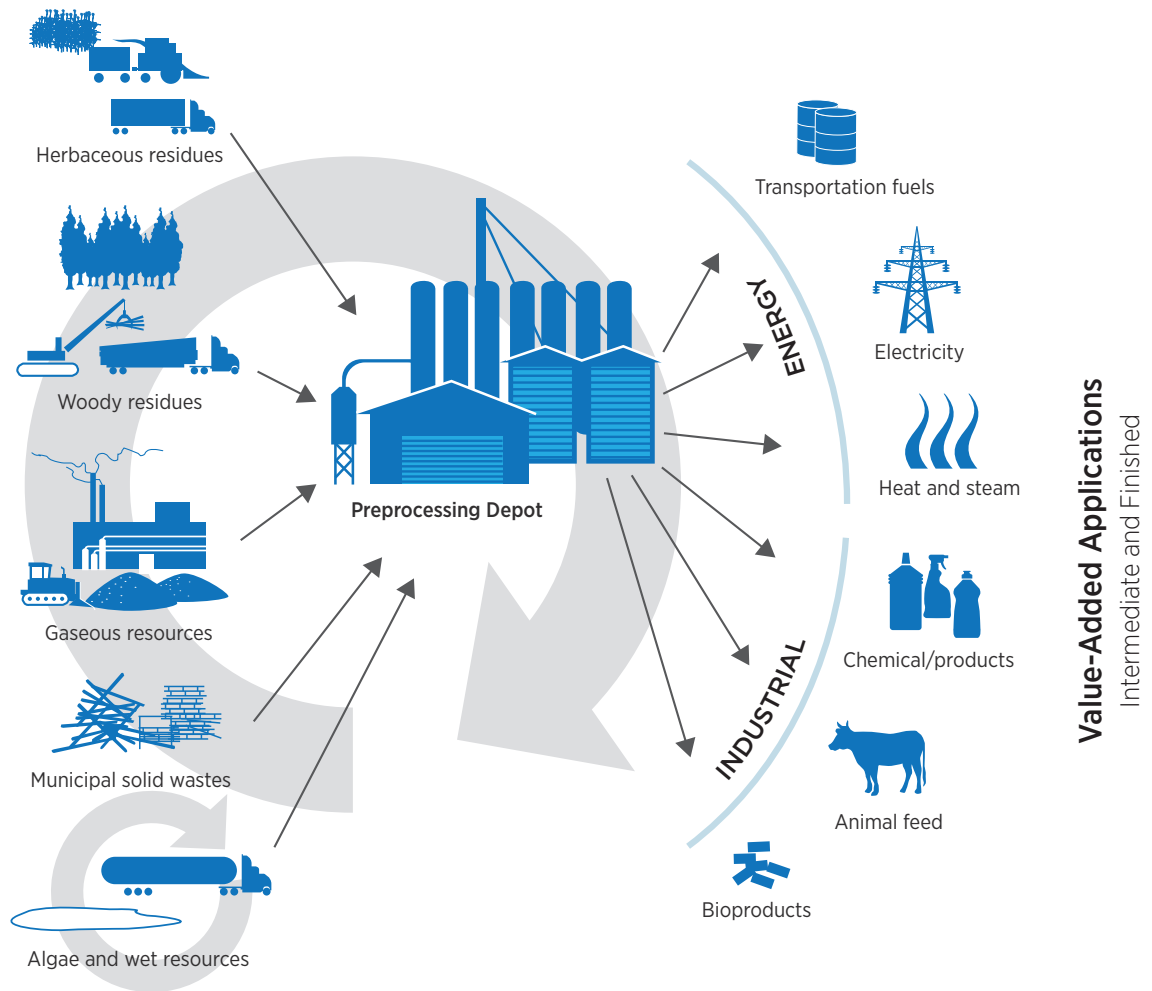 Herbaceous residues
Woody residues
Gaseous resources
Municipal solid wastes
Algae and wet resources
Preprocessing Depot
ENERGY
INDUSTRIAL
Transportation fuels
Electricity
Heat and steam
Chemical/products
Animal feed
Bioproducts
Value-Added Applications
Intermediate and Finished